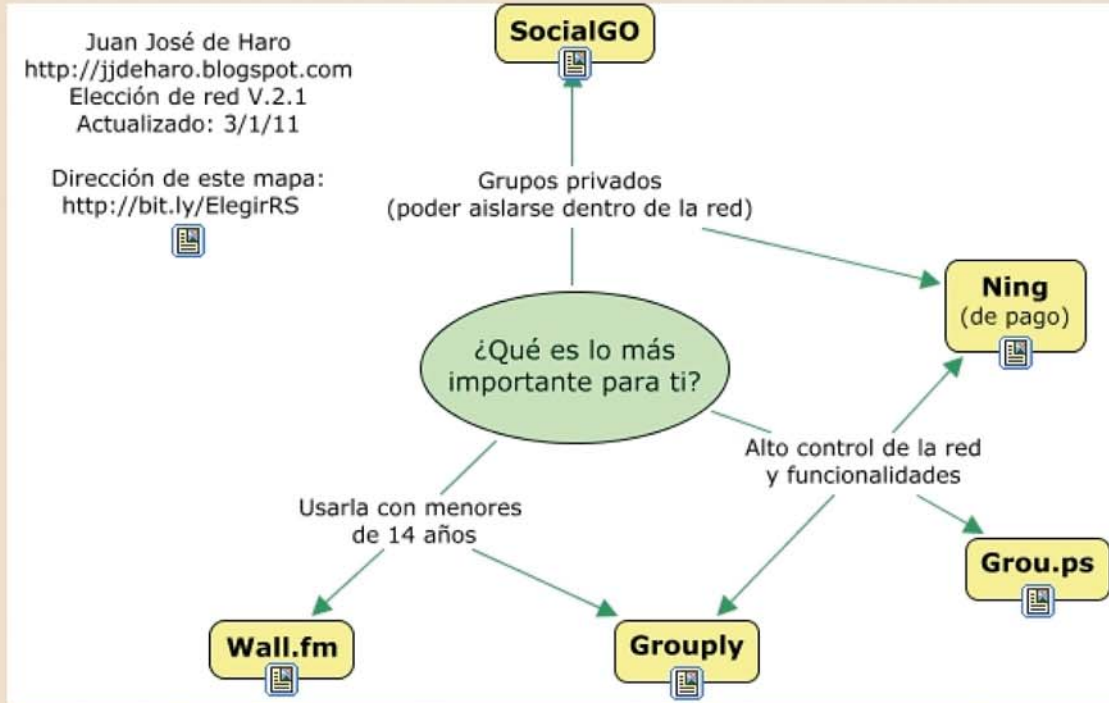 Juan José de Haro
http://jjdeharo.blogspot.com
Elección de red V.2.1
Actualizado: 3/1/11
Dirección de este mapa:
http://bit.ly/ElegirRS
SocialGO
Grupos privados
(poder aislarse dentro de la red)
Ning
(de pago)
¿Qué es lo más
importante para ti?
Alto control de la red
y funcionalidades
Usarla con menores
de 14 años
Grou.ps
Wall.fm
Grouply